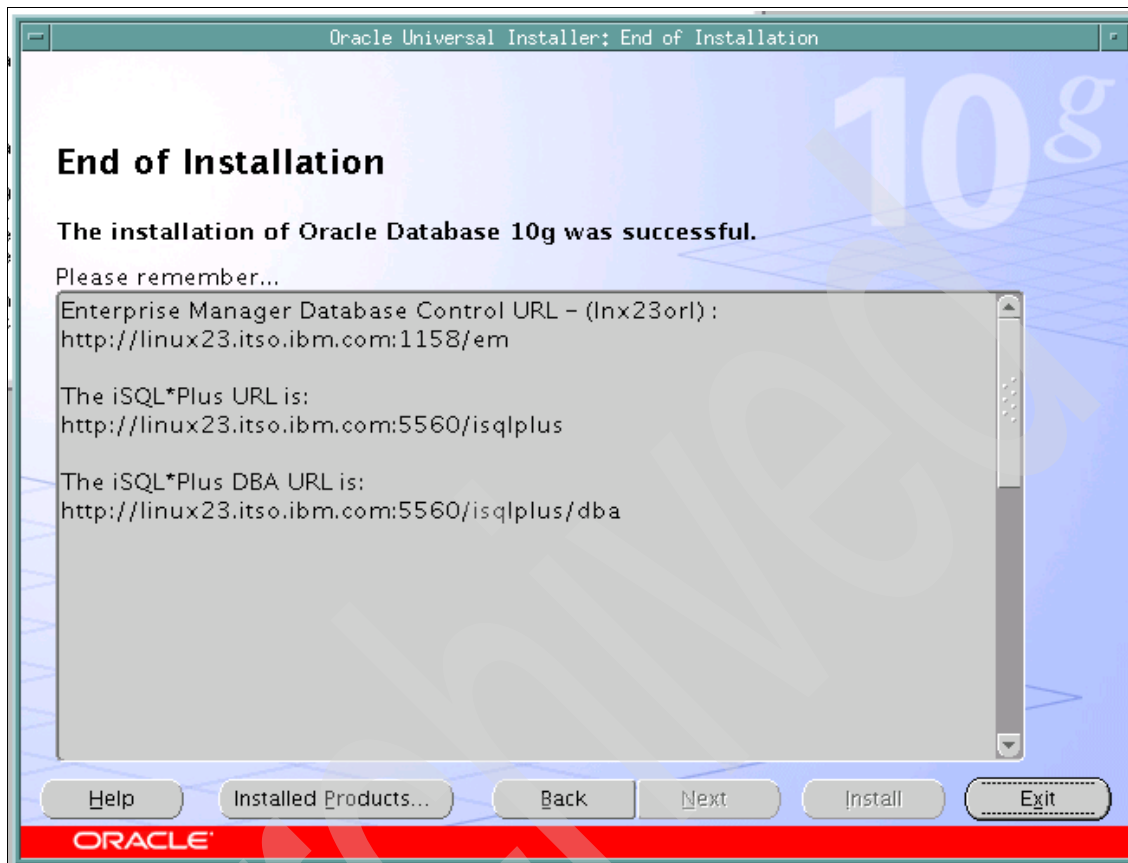 Oracle Universal Installer: End of Installation
10g
End of Installation
The installation of Oracle Database 10g was successful.
Please remember...
Enterprise Manager Database Control URL - (lnx23orl) :
http://linux23.itso.ibm.com:1158/em
The iSQL*Plus URL is:
http://linux23.itso.ibm.com:5560/isqlplus
The iSQL*Plus DBA URL is:
http://linux23.itso.ibm.com:5560/isqlplus/dba
Help Installed Products... Back Next Install Exit
ORACLE